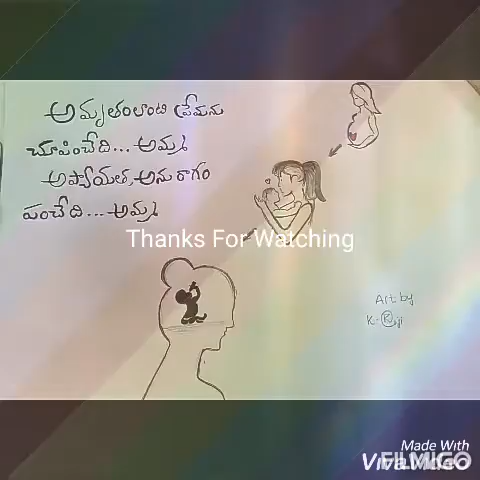 అమృతంలాంటి ప్రేమను
చూపించేది... అమ్మ
అప్యాయత, అనురాగం
పంచేది... అమ్మ
Thanks For Watching
Art by
Made With
VivaVideo
FILMIGO